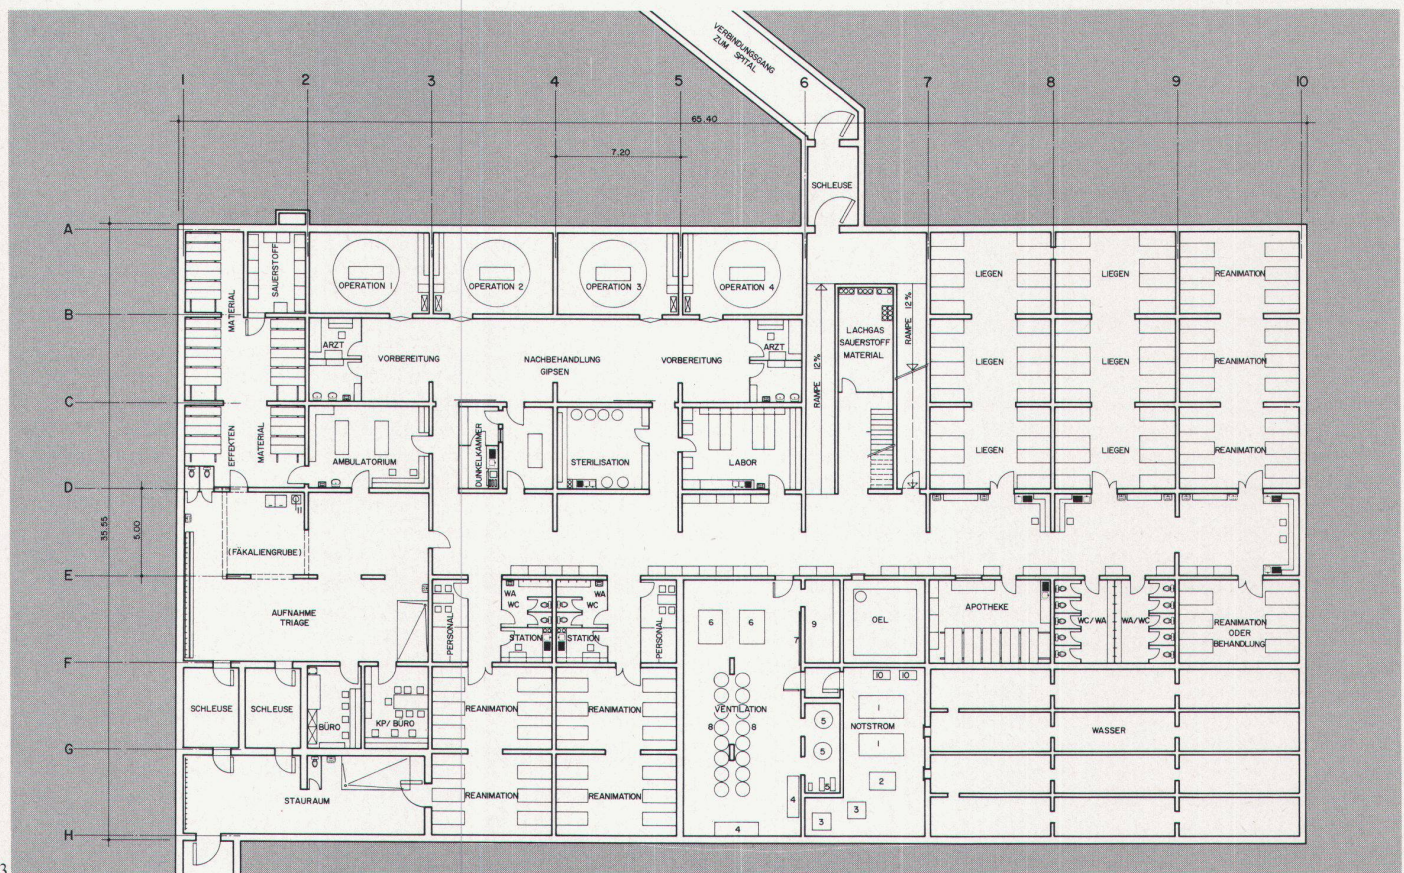 VERBINDUNGSGANG
ZUM SPITAL
1 2 3 4 5 6 7 8 9 10
65.40
7.20
SCHLEUSE
A
SAUERSTOFF
OPERATION 1
OPERATION 2
OPERATION 3
OPERATION 4
LIEGEN
LIEGEN
REANIMATION
MATERIAL
B
RAMPE 12%
LACHGAS
SAUERSTOFF
MATERIAL
RAMPE 12%
ARZT
VORBEREITUNG
NACHBEHANDLUNG
GIPSEN
VORBEREITUNG
ARZT
LIEGEN
LIEGEN
REANIMATION
C
EFFEKTEN
MATERIAL
AMBULATORIUM
DUNKELKAMMER
STERILISATION
LABOR
LIEGEN
LIEGEN
REANIMATION
D
35.55
5.00
(FÄKALIENGRUBE)
E
AUFNAHME
TRIAGE
PERSONAL
WA
WC
STATION
WA
WC
STATION
PERSONAL
6
6
7
9
OEL
APOTHEKE
WC/WA
WA/WC
REANIMATION
ODER
BEHANDLUNG
F
SCHLEUSE
SCHLEUSE
BÜRO
KP/BÜRO
REANIMATION
REANIMATION
VENTILATION
8
8
5
5
5
10
10
1
NOTSTROM
1
2
3
3
4
4
WASSER
G
STAURAUM
REANIMATION
REANIMATION
H
3